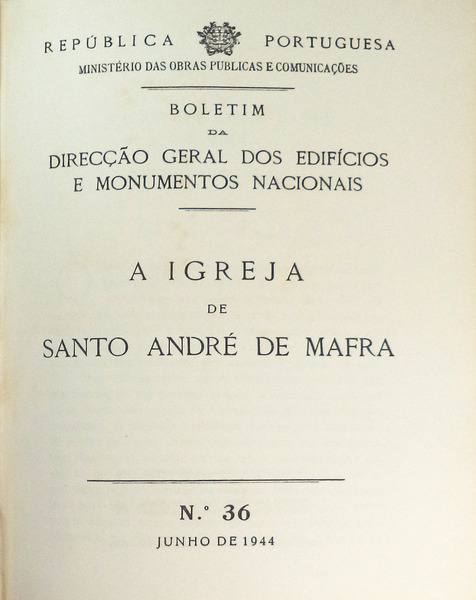 REPÚBLICA PORTUGUESA
MINISTÉRIO DAS OBRAS PUBLICAS E COMUNICAÇÕES
BOLETIM
DA
DIRECÇÃO GERAL DOS EDIFÍCIOS
E MONUMENTOS NACIONAIS
A IGREJA
DE
SANTO ANDRÉ DE MAFRA
N.º 36
JUNHO DE 1944